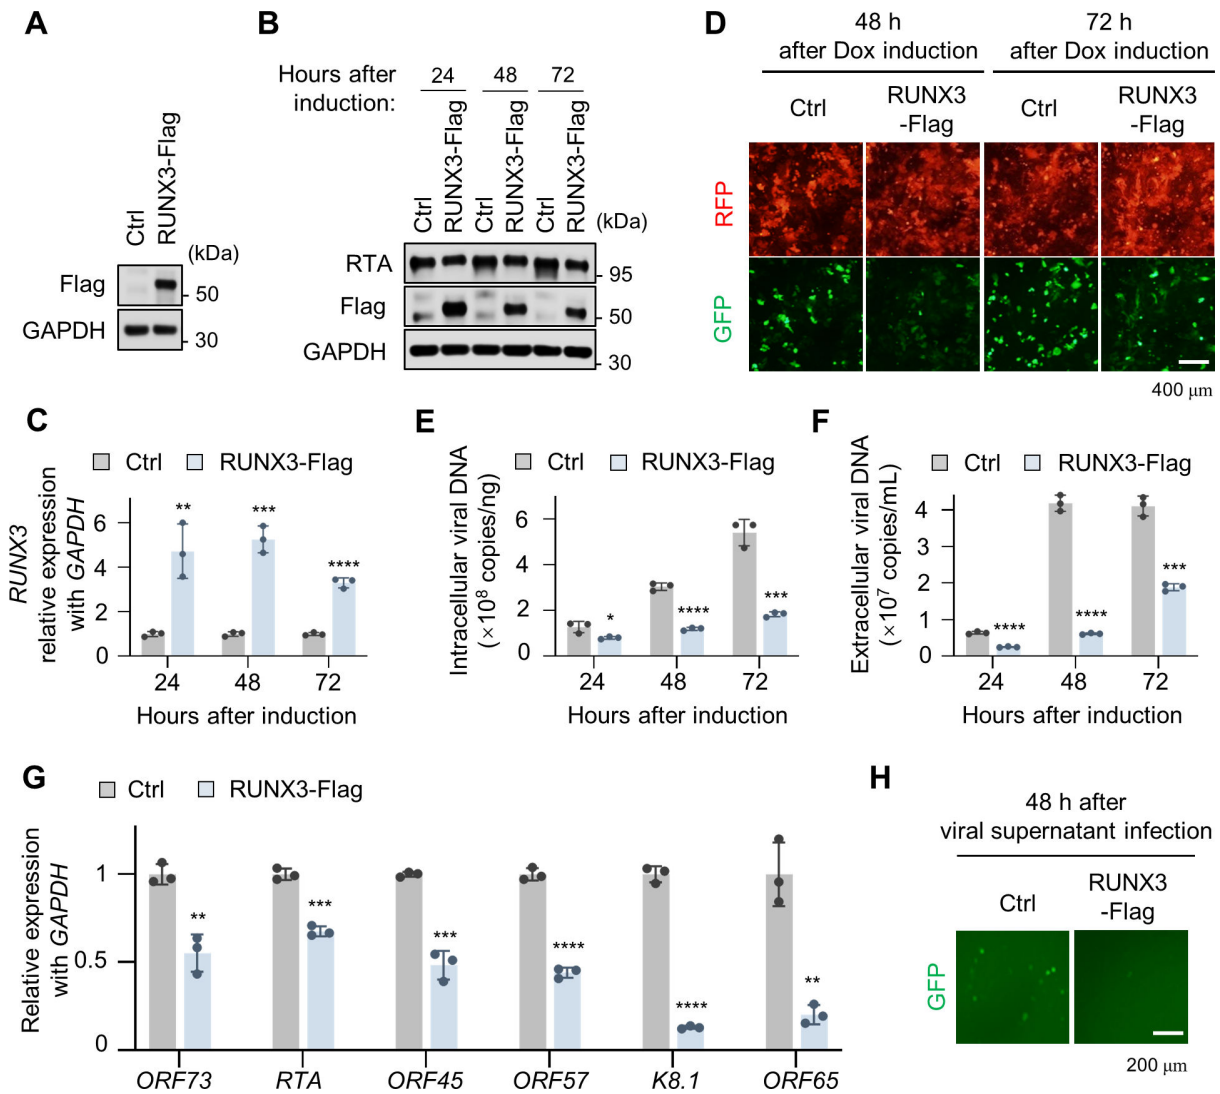 A
Ctrl
RUNX3-Flag
(kDa)
Flag
50
GAPDH
30
B
Hours after
induction:
24 48 72
Ctrl
RUNX3-Flag
Ctrl
RUNX3-Flag
Ctrl
RUNX3-Flag
(kDa)
RTA
95
Flag
50
GAPDH
30
D
48 h
after Dox induction
72 h
after Dox induction
Ctrl
RUNX3
-Flag
Ctrl
RUNX3
-Flag
RFP
GFP
400 μm
C
Ctrl RUNX3-Flag
RUNX3
relative expression
with GAPDH
6
4
2
0
** *** ****
24 48 72
Hours after induction
E
Ctrl RUNX3-Flag
Intracellular viral DNA
(×10⁸ copies/ng)
6
2
0
* **** ***
24 48 72
Hours after induction
F
Ctrl RUNX3-Flag
Extracellular viral DNA
(×10⁷ copies/mL)
4
3
2
1
0
**** **** ***
24 48 72
Hours after induction
G
Ctrl RUNX3-Flag
Relative expression
with GAPDH
1
0.5
0
** *** *** **** **** **
ORF73 RTA ORF45 ORF57 K8.1 ORF65
H
48 h after
viral supernatant infection
Ctrl
RUNX3
-Flag
GFP
200 μm